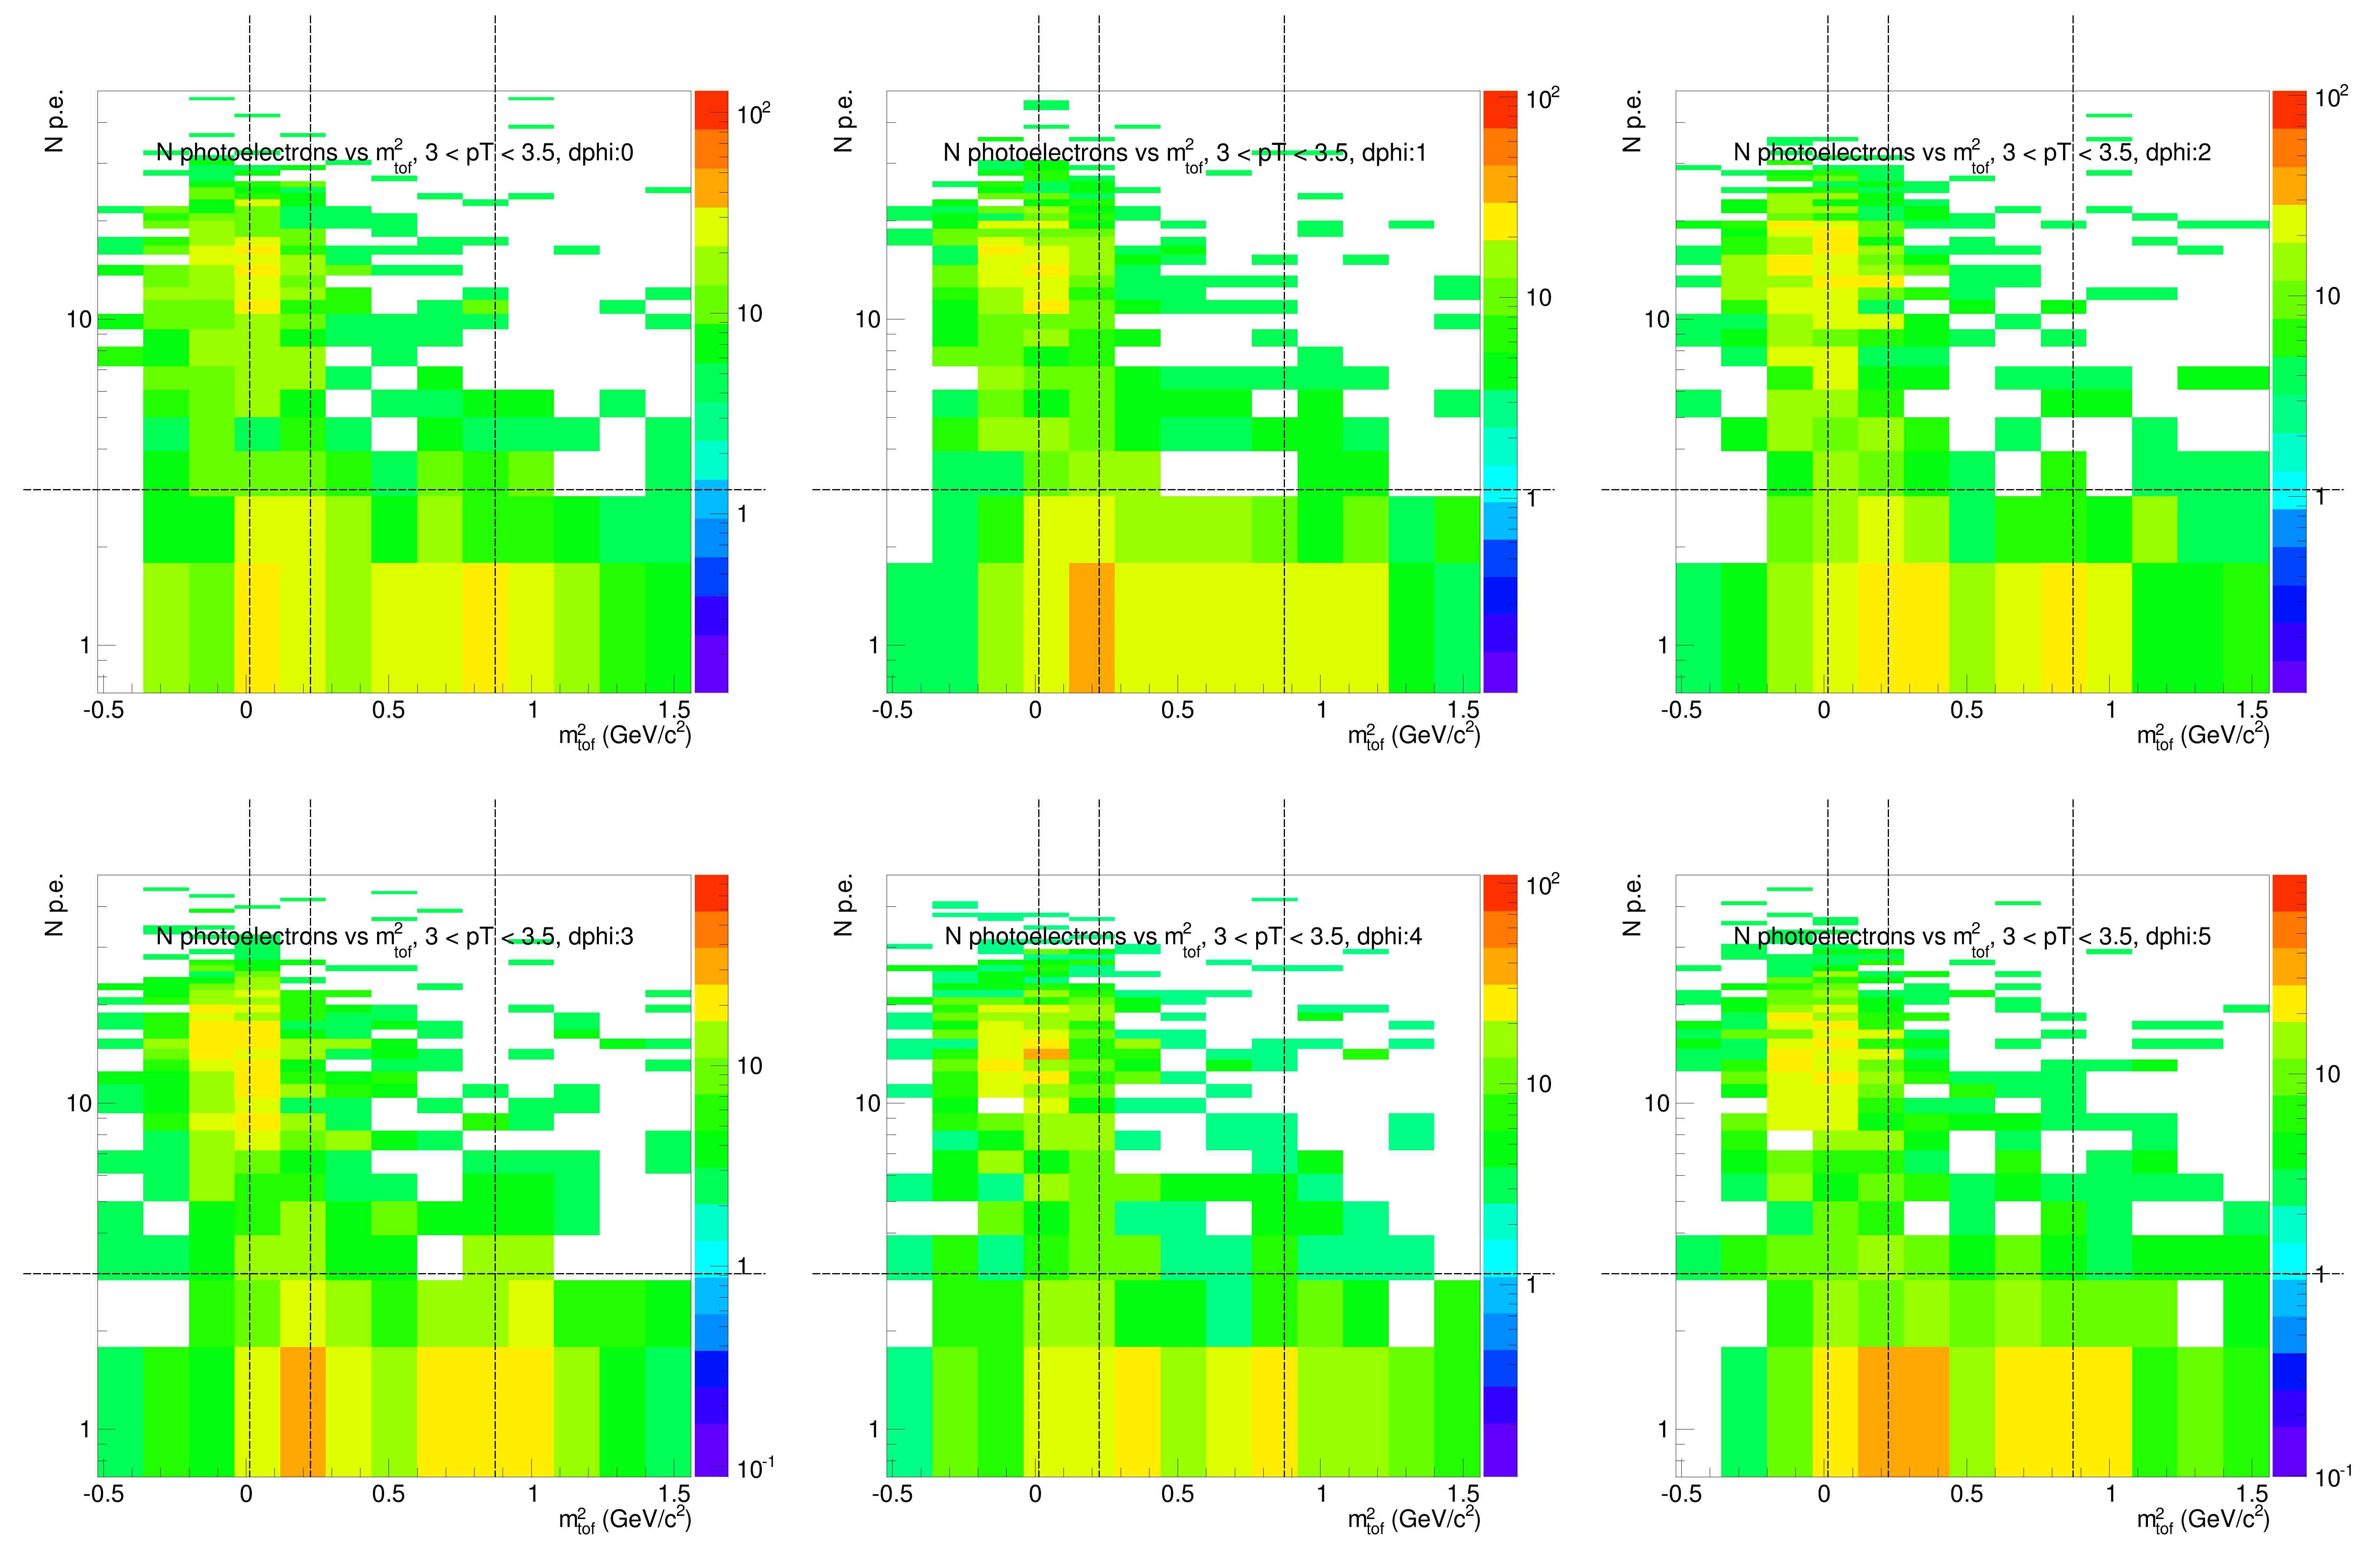 N p.e.
N photoelectrons vs m²tof, 3 < pT < 3.5, dphi:0
10
1
-0.5 0 0.5 1 1.5
m²tof (GeV/c²)
10²
10
1
N p.e.
N photoelectrons vs m²tof, 3 < pT < 3.5, dphi:1
10
1
-0.5 0 0.5 1 1.5
m²tof (GeV/c²)
10²
10
1
N p.e.
N photoelectrons vs m²tof, 3 < pT < 3.5, dphi:2
10
1
-0.5 0 0.5 1 1.5
m²tof (GeV/c²)
10²
10
1
N p.e.
N photoelectrons vs m²tof, 3 < pT < 3.5, dphi:3
10
1
-0.5 0 0.5 1 1.5
m²tof (GeV/c²)
10
1
10⁻¹
N p.e.
N photoelectrons vs m²tof, 3 < pT < 3.5, dphi:4
10
1
-0.5 0 0.5 1 1.5
m²tof (GeV/c²)
10²
10
1
N p.e.
N photoelectrons vs m²tof, 3 < pT < 3.5, dphi:5
10
1
-0.5 0 0.5 1 1.5
m²tof (GeV/c²)
10
1
10⁻¹